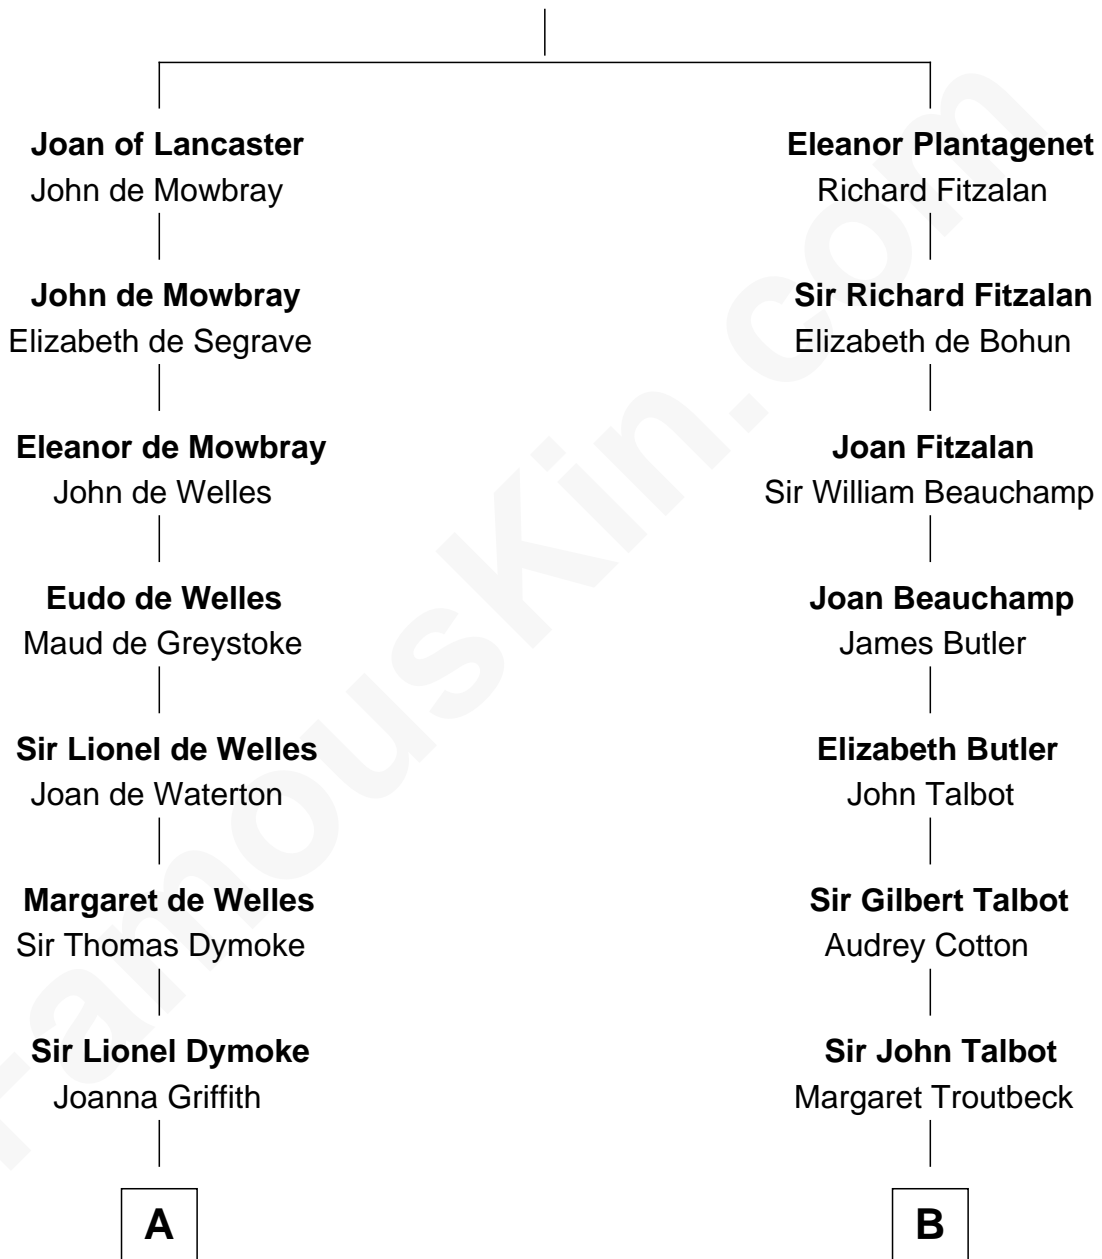 Joan of Lancaster
John de Mowbray
John de Mowbray
Elizabeth de Segrave
Eleanor de Mowbray
John de Welles
Eudo de Welles
Maud de Greystoke
Sir Lionel de Welles
Joan de Waterton
Margaret de Welles
Sir Thomas Dymoke
Sir Lionel Dymoke
Joanna Griffith
A
Eleanor Plantagenet
Richard Fitzalan
Sir Richard Fitzalan
Elizabeth de Bohun
Joan Fitzalan
Sir William Beauchamp
Joan Beauchamp
James Butler
Elizabeth Butler
John Talbot
Sir Gilbert Talbot
Audrey Cotton
Sir John Talbot
Margaret Troutbeck
B
FamousKin.com